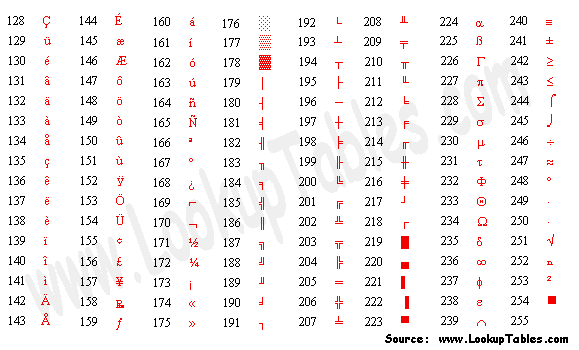 128 Ç 144 É 160 á 176 ░ 192 └ 208 ╨ 224 α 240 ≡
129 ü 145 æ 161 í 177 ▒ 193 ┴ 209 ╤ 225 ß 241 ±
130 é 146 Æ 162 ó 178 ▓ 194 ┬ 210 ╥ 226 Γ 242 ≥
131 â 147 ô 163 ú 179 │ 195 ├ 211 ╙ 227 π 243 ≤
132 ä 148 ö 164 ñ 180 ┤ 196 ─ 212 ╘ 228 Σ 244 ⌠
133 à 149 ò 165 Ñ 181 ╡ 197 ┼ 213 ╒ 229 σ 245 ⌡
134 å 150 û 166 ª 182 ╢ 198 ╞ 214 ╓ 230 µ 246 ÷
135 ç 151 ù 167 º 183 ╖ 199 ╟ 215 ╫ 231 τ 247 ≈
136 ê 152 ÿ 168 ¿ 184 ╕ 200 ╚ 216 ╪ 232 Φ 248 °
137 ë 153 Ö 169 ⌐ 185 ╣ 201 ╔ 217 ┘ 233 Θ 249 ∙
138 è 154 Ü 170 ¬ 186 ║ 202 ╩ 218 ┌ 234 Ω 250 ·
139 ï 155 ¢ 171 ½ 187 ╗ 203 ╦ 219 █ 235 δ 251 √
140 î 156 £ 172 ¼ 188 ╝ 204 ╠ 220 ▄ 236 ∞ 252 ⁿ
141 ì 157 ¥ 173 ¡ 189 ╜ 205 ═ 221 ▌ 237 φ 253 ²
142 Ä 158 ₧ 174 « 190 ╛ 206 ╬ 222 ▐ 238 ε 254 ■
143 Å 159 ƒ 175 » 191 ┐ 207 ╧ 223 ▀ 239 ∩ 255
www.LookupTables.com
Source: www.LookupTables.com